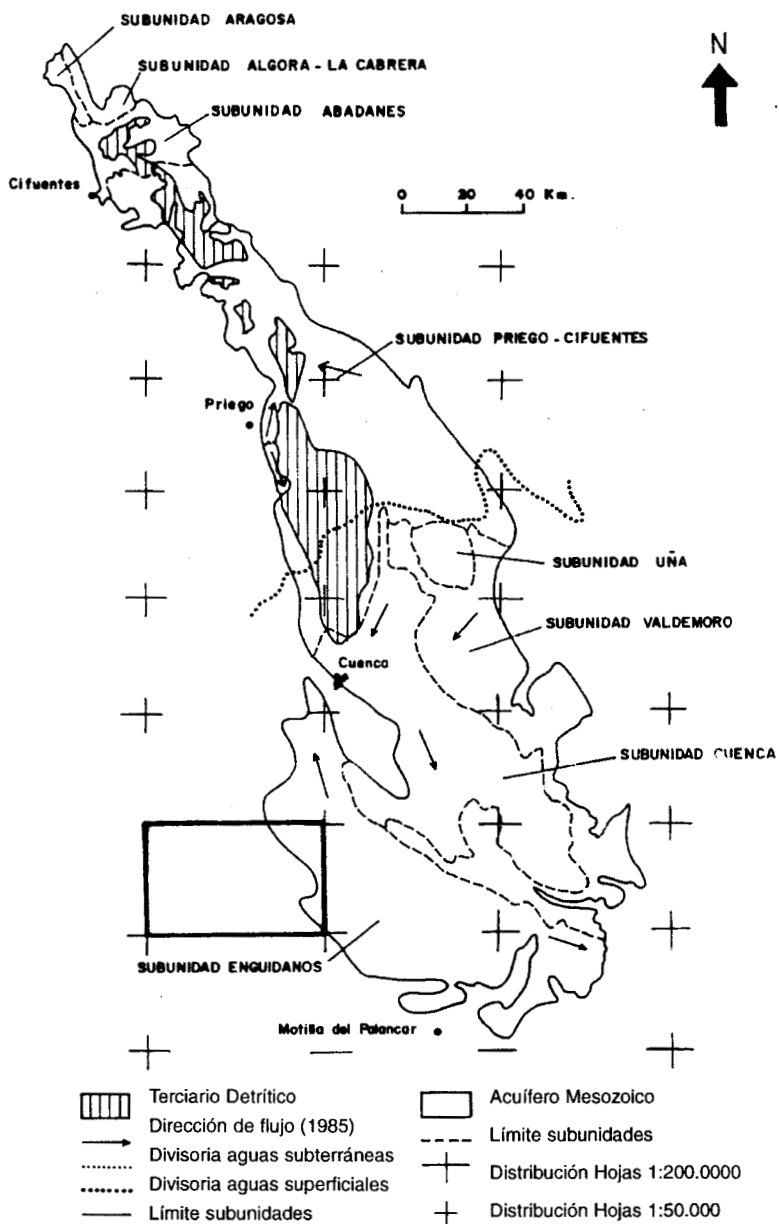 SUBUNIDAD ARAGOSA
SUBUNIDAD ALGORA - LA CABRERA
SUBUNIDAD ABADANES
N
Cifuentes
0 20 40 Km.
SUBUNIDAD PRIEGO - CIFUENTES
Priego
SUBUNIDAD UÑA
SUBUNIDAD VALDEMORO
Cuenca
SUBUNIDAD CUENCA
SUBUNIDAD ENGUIDANOS
Motilla del Palancar
Terciario Detrítico
Dirección de flujo (1985)
Divisoria aguas subterráneas
Divisoria aguas superficiales
Límite subunidades
Acuífero Mesozoico
Límite subunidades
Distribución Hojas 1:200.0000
Distribución Hojas 1:50.000